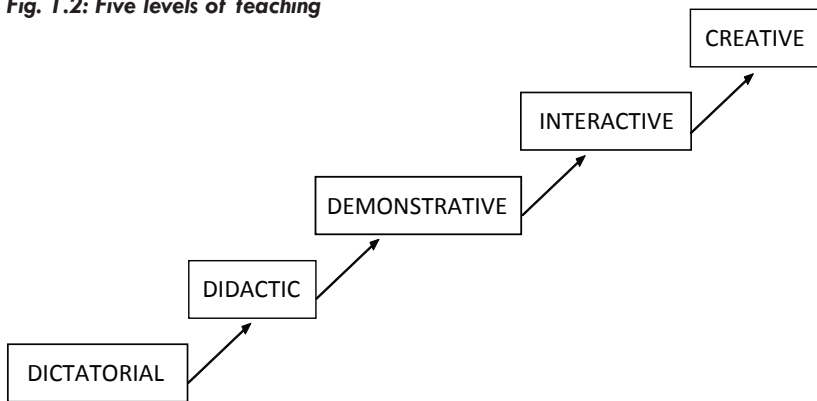 Fig. 1.2: Five levels of teaching
CREATIVE
INTERACTIVE
DEMONSTRATIVE
DIDACTIC
DICTATORIAL